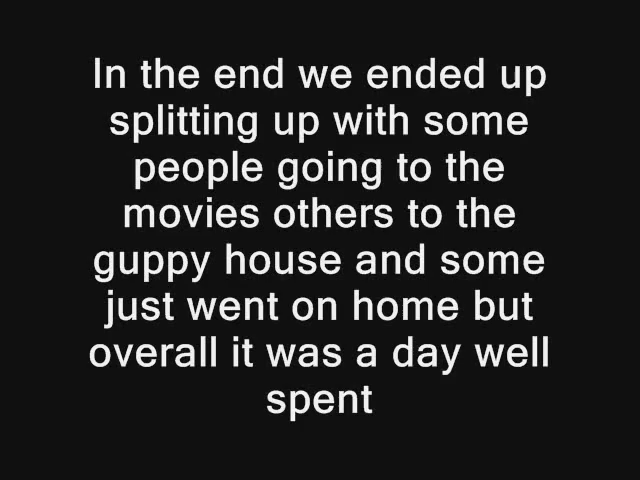 In the end we ended up
splitting up with some
people going to the
movies others to the
guppy house and some
just went on home but
overall it was a day well
spent